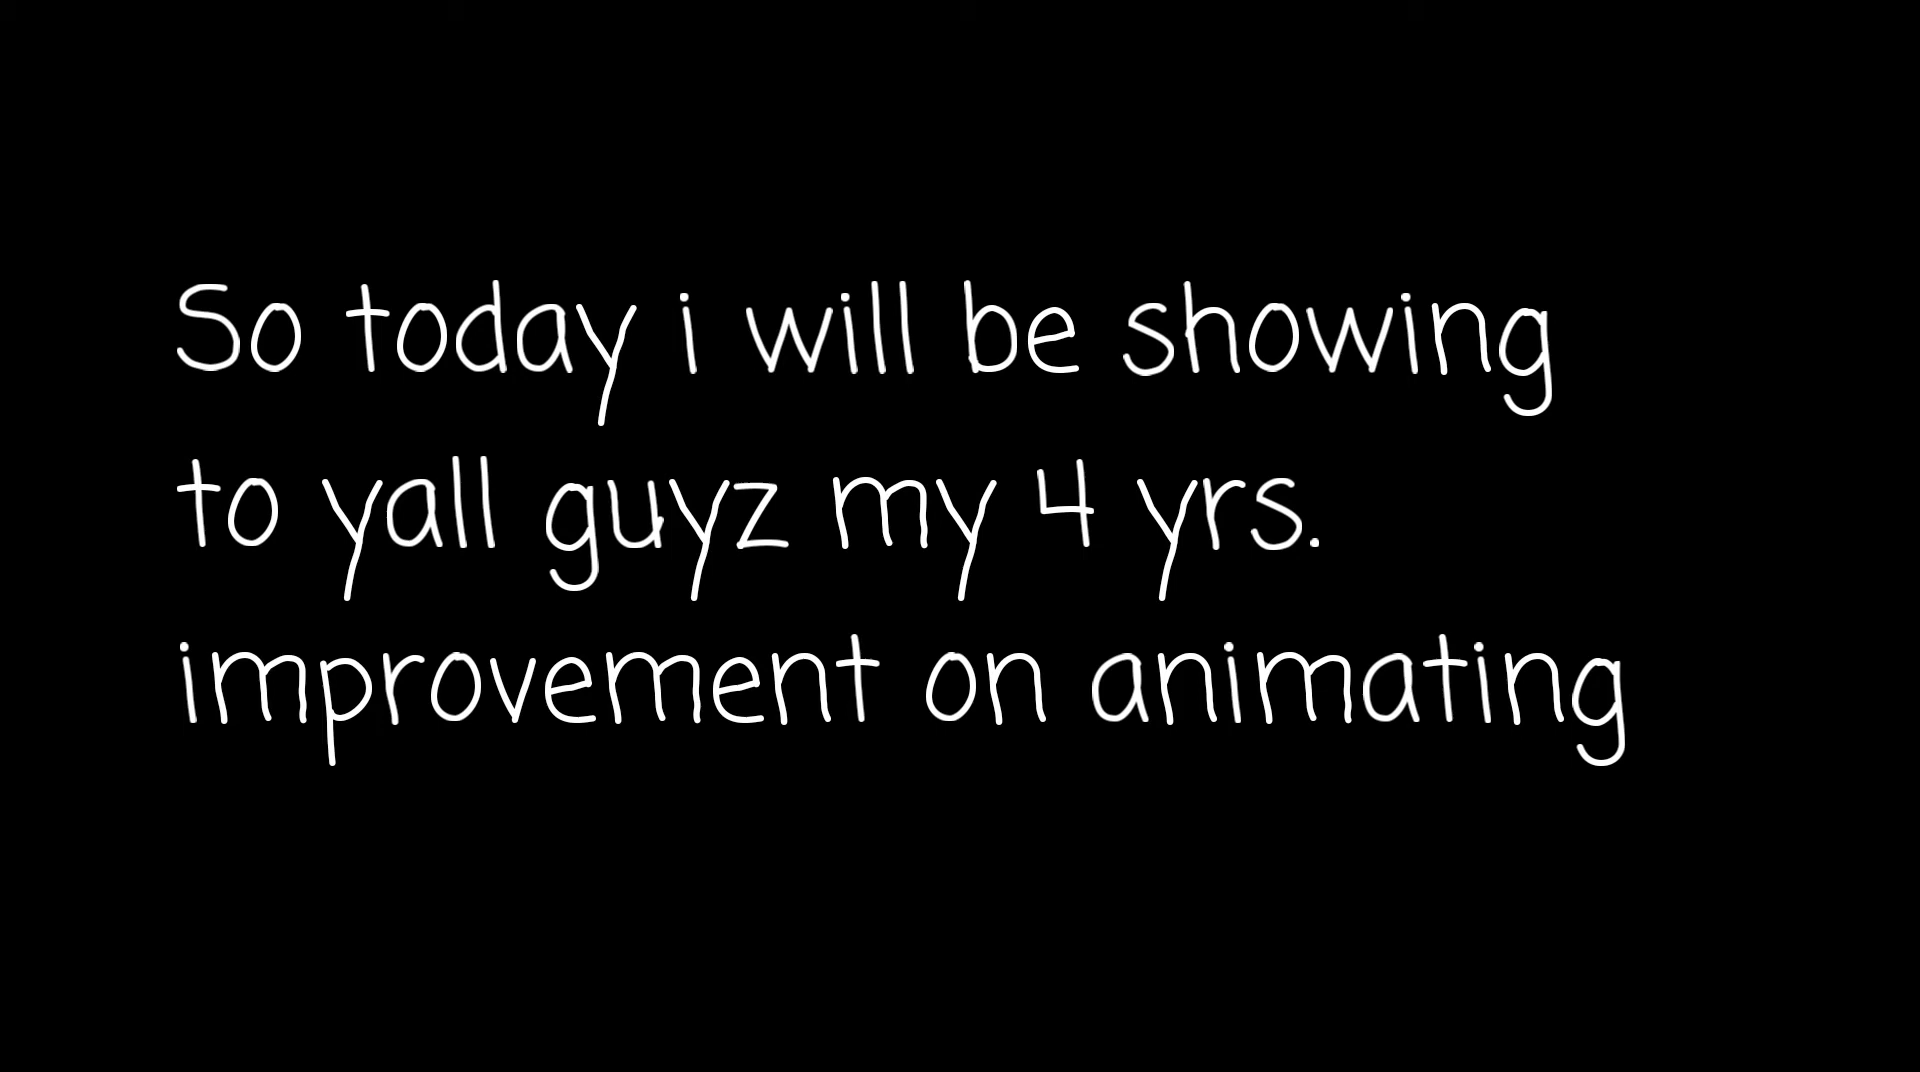 So today i will be showing
to yall guyz my 4 yrs.
improvement on animating